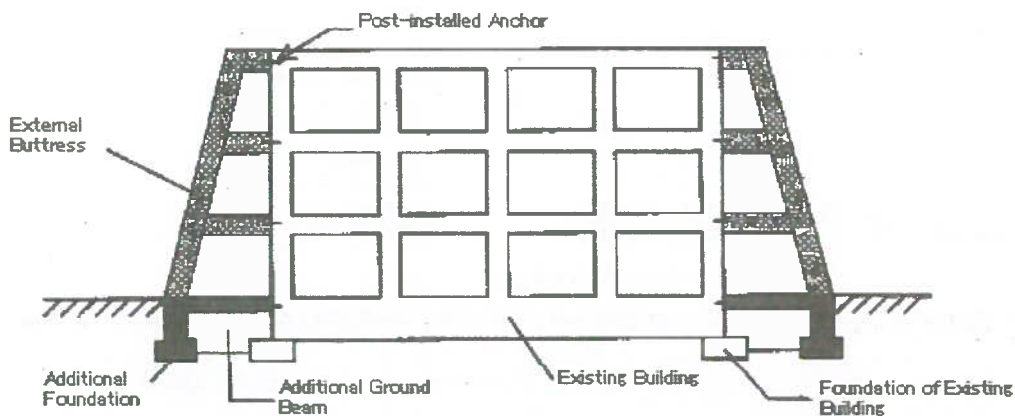 Post-installed Anchor
External
Buttress
Additional
Foundation
Additional Ground
Beam
Existing Building
Foundation of Existing
Building